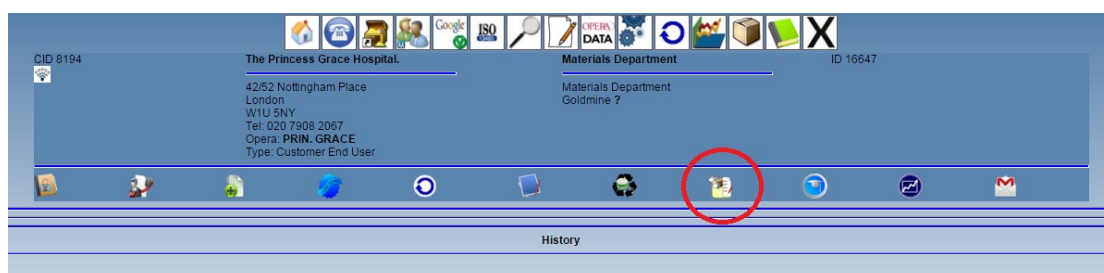 Google
ISO
OPERA
DATA
X
CID 8194
The Princess Grace Hospital.
42/52 Nottingham Place
London
W1U 5NY
Tel: 020 7908 2067
Opera: PRIN. GRACE
Type: Customer End User
Materials Department
Materials Department
Goldmine ?
ID 16647
History